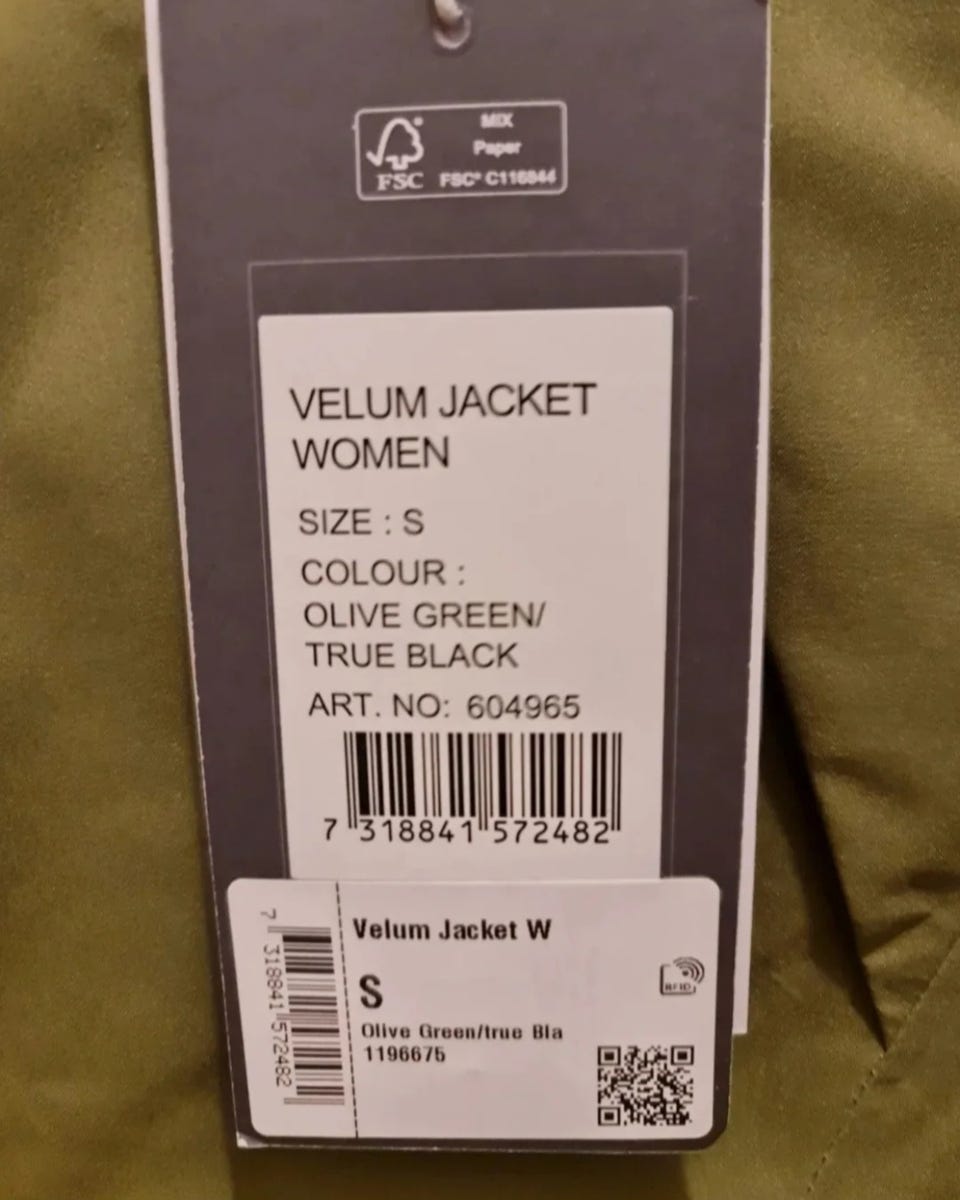 MIX
Paper
FSC
FSC® C116844
VELUM JACKET
WOMEN
SIZE : S
COLOUR :
OLIVE GREEN/
TRUE BLACK
ART. NO: 604965
7 318841 572482
7 318841 572482
Velum Jacket W
S
RFID
Olive Green/true Bla
1196675